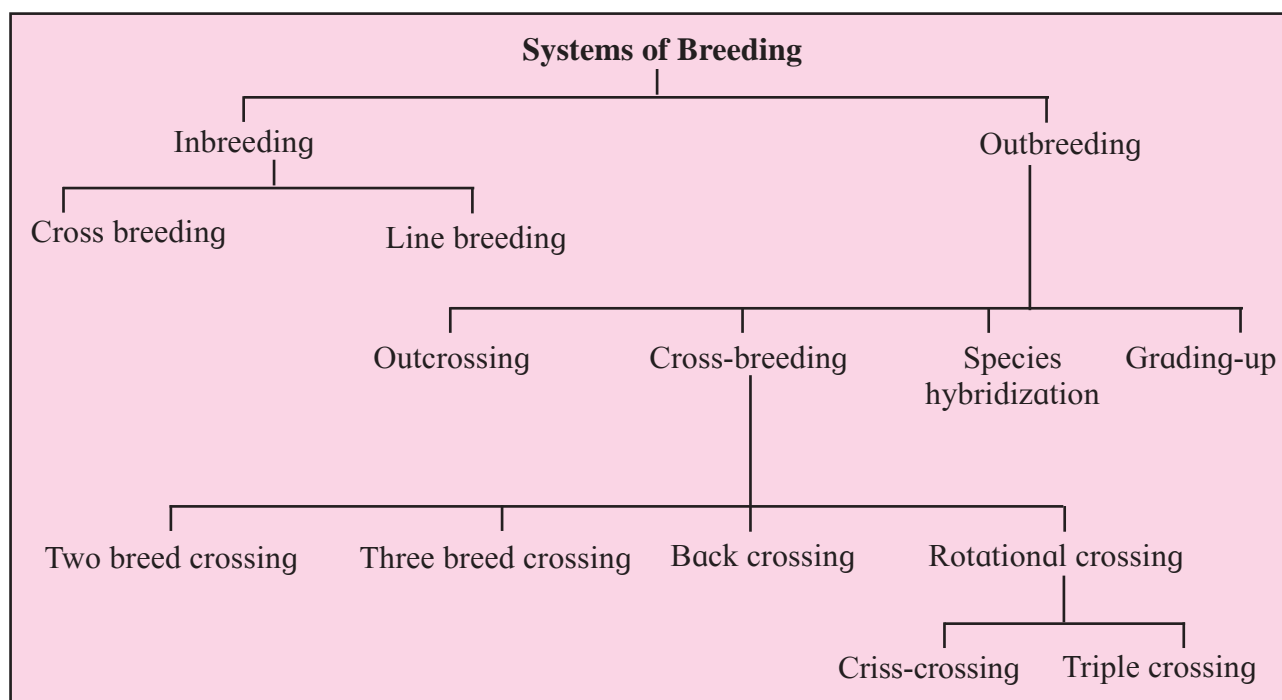 Systems of Breeding
Inbreeding
Outbreeding
Cross breeding
Line breeding
Outcrossing
Cross-breeding
Species
hybridization
Grading-up
Two breed crossing
Three breed crossing
Back crossing
Rotational crossing
Criss-crossing
Triple crossing